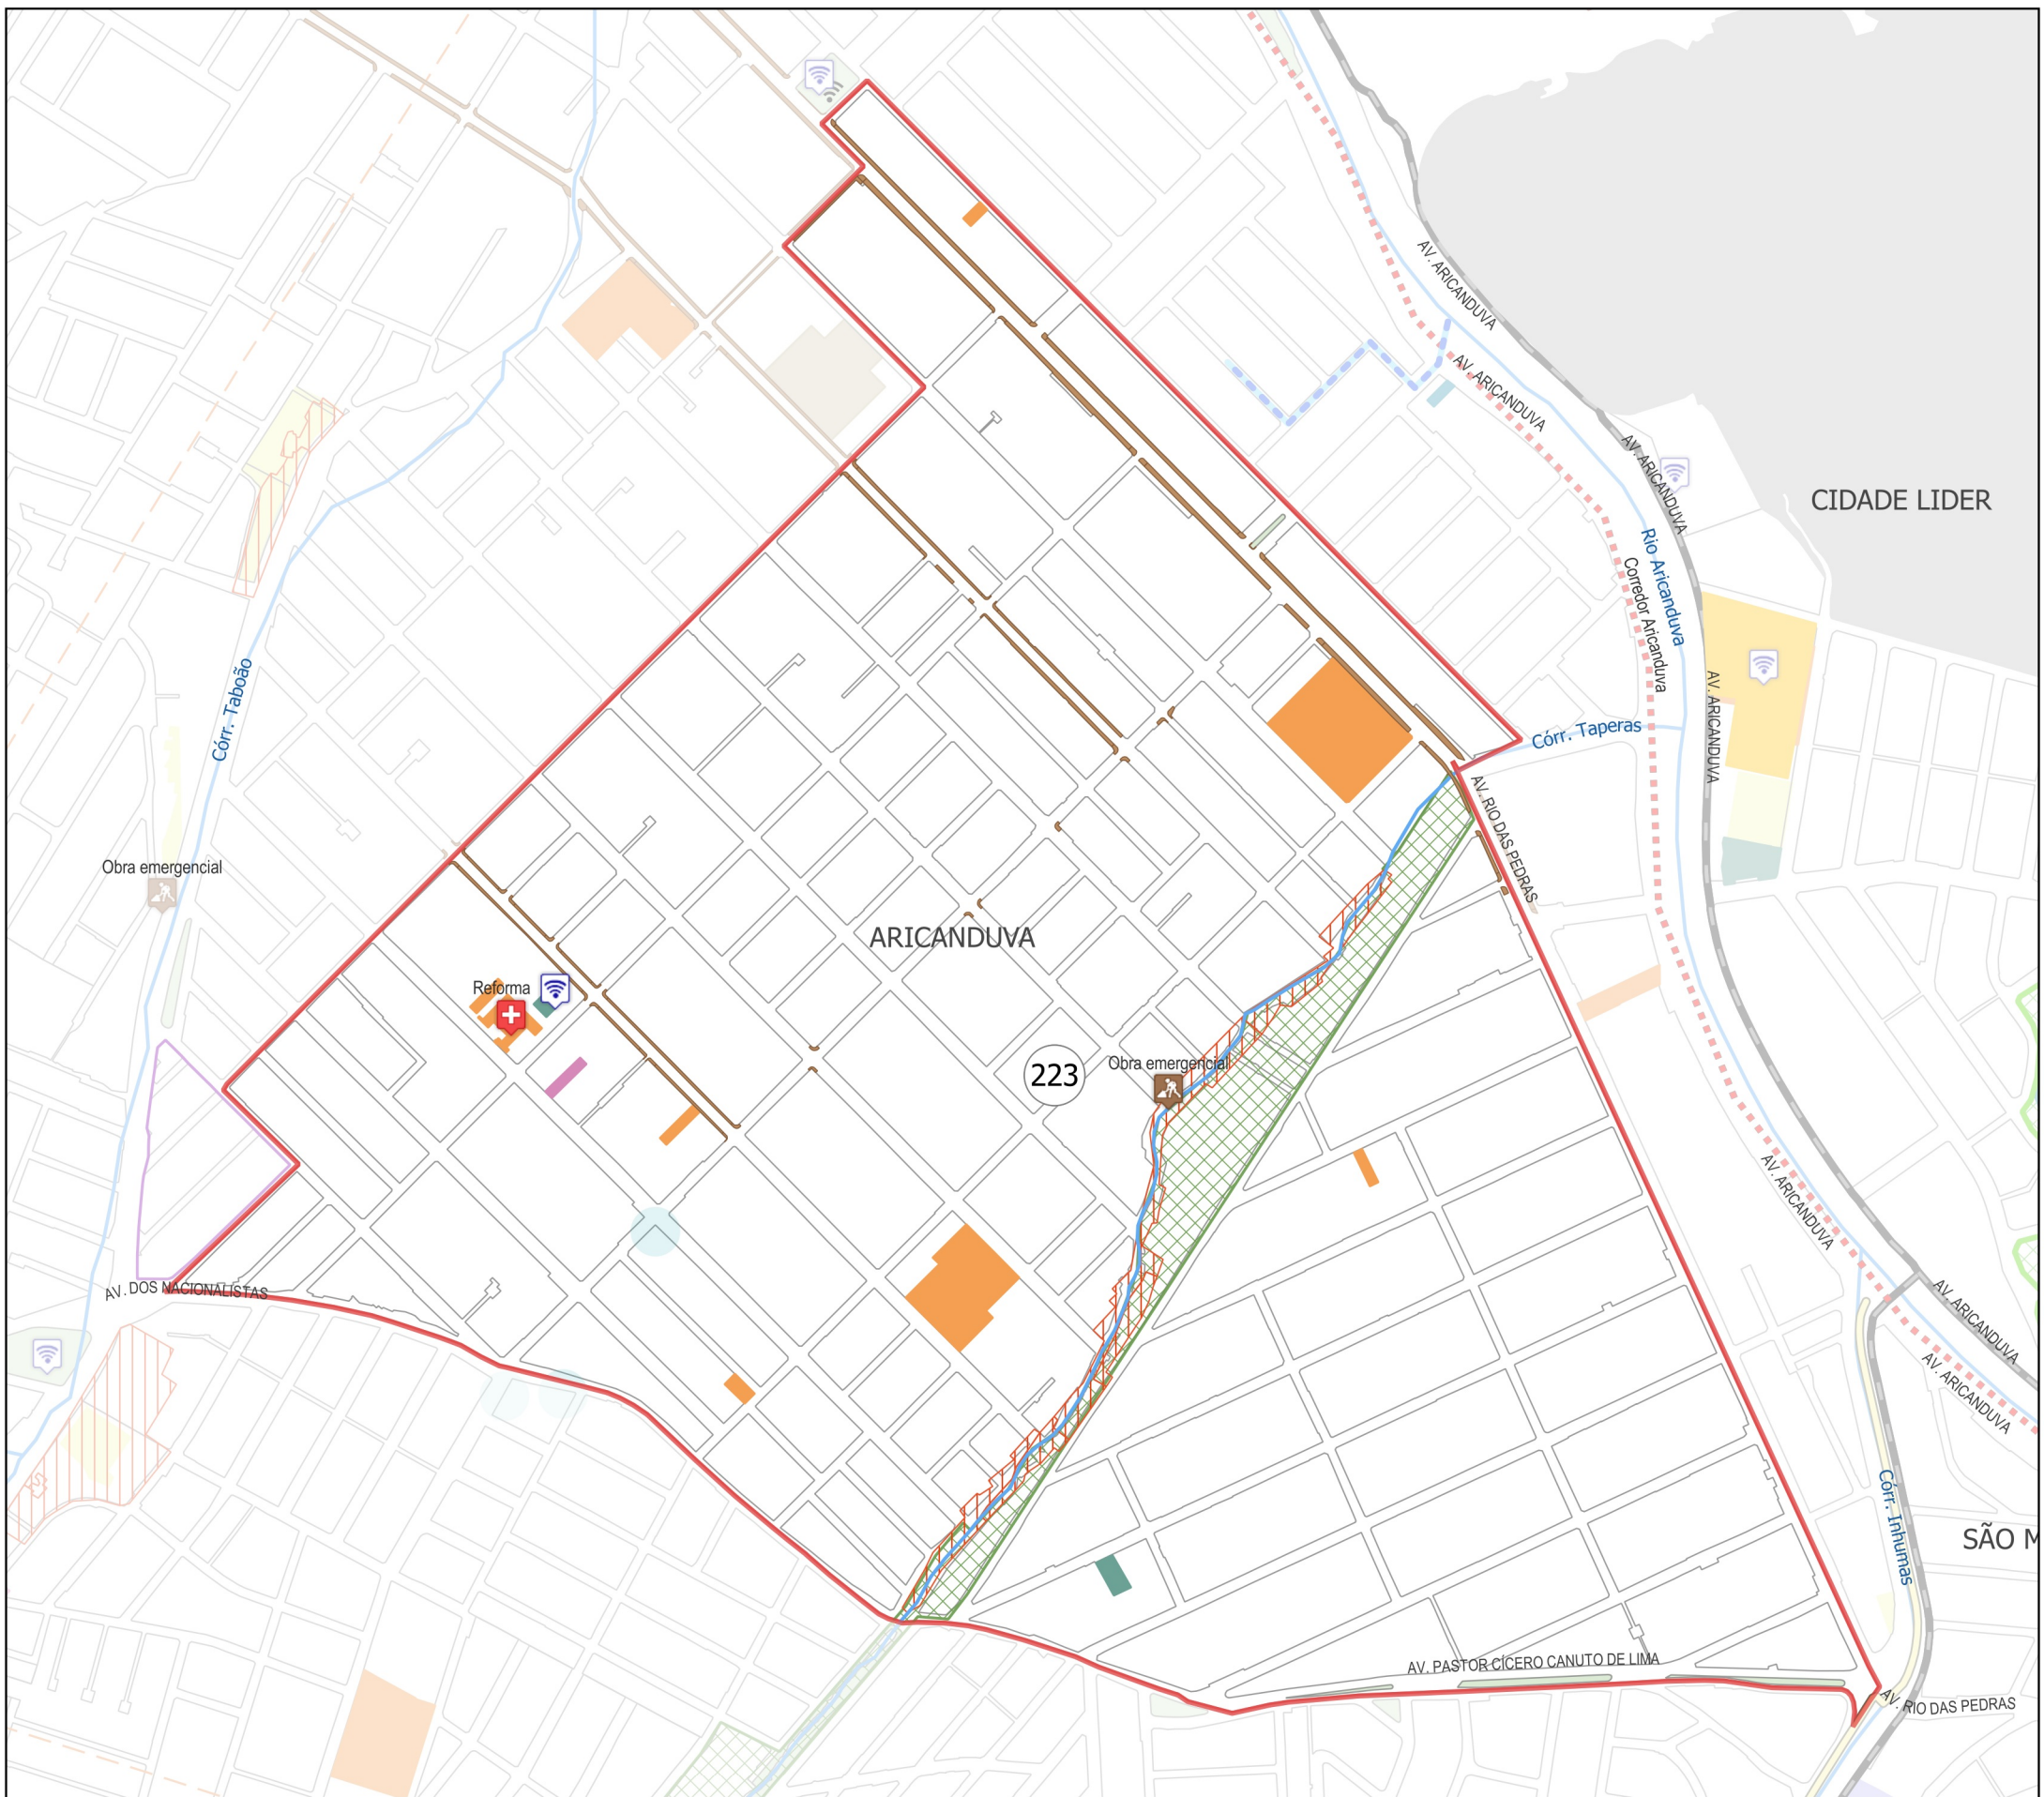 AV. ARICANDUVA
AV. ARICANDUVA
AV. ARICANDUVA
CIDADE LIDER
Rio Aricanduva
Corredor Aricanduva
Córr. Taboão
AV. ARICANDUVA
Córr. Taperas
AV. RIO DAS PEDRAS
Obra emergencial
ARICANDUVA
Reforma
223
Obra emergencial
AV. ARICANDUVA
AV. DOS NACIONALISTAS
AV. ARICANDUVA
AV. ARICANDUVA
Córr. Inhumas
SÃO M
AV. PASTOR CÍCERO CANUTO DE LIMA
AV. RIO DAS PEDRAS